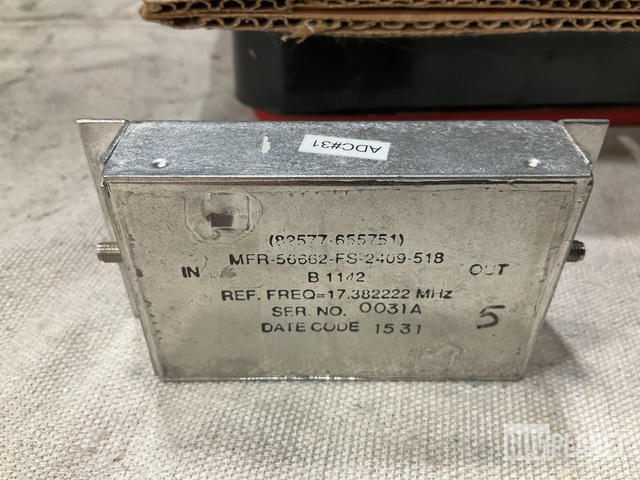 ADC#31
(82577-655751)
MFR-56662-FS-2409-518
IN
B 1142
OUT
REF. FREQ=17.382222 MHz
SER. NO. 0031A
5
DATE CODE 1531